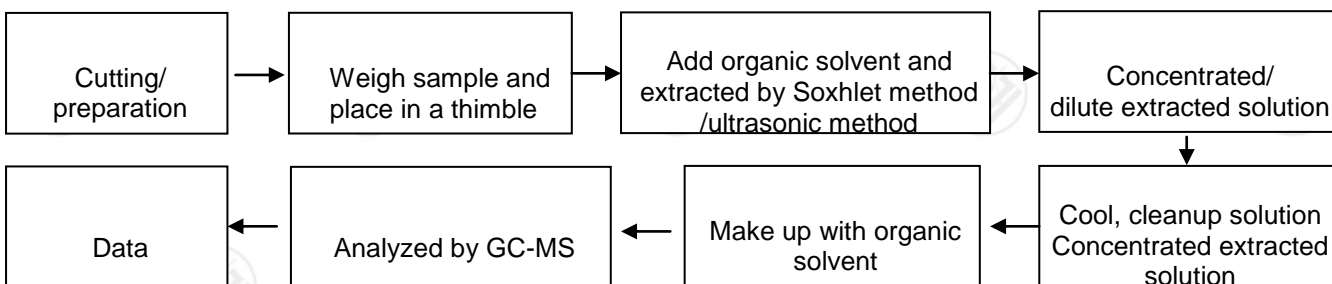 Cutting/
preparation
Weigh sample and
place in a thimble
Add organic solvent and
extracted by Soxhlet method
/ultrasonic method
Concentrated/
dilute extracted solution
Cool, cleanup solution
Concentrated extracted
solution
Make up with organic
solvent
Analyzed by GC-MS
Data